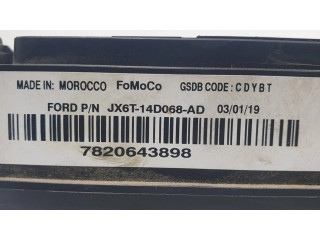 MADE IN: MOROCCO FoMoCo GSDB CODE: CDYBT
FORD P/N JX6T-14D068-AD 03/01/19
7820643898